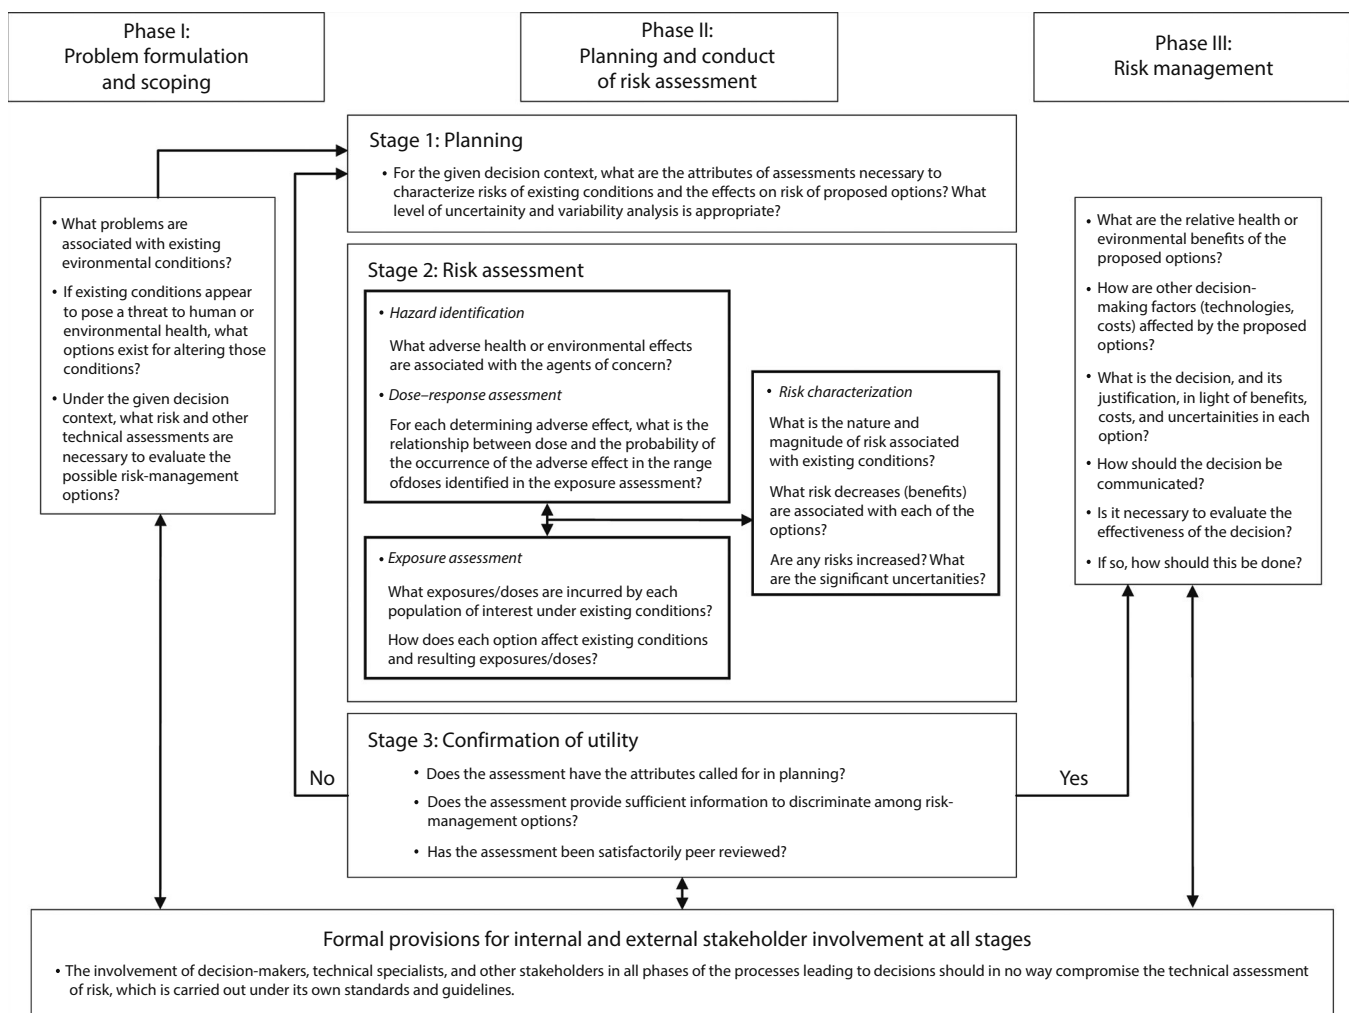 Phase I:
Problem formulation
and scoping
Phase II:
Planning and conduct
of risk assessment
Phase III:
Risk management
• What problems are
associated with existing
evironmental conditions?
• If existing conditions appear
to pose a threat to human or
environmental health, what
options exist for altering those
conditions?
• Under the given decision
context, what risk and other
technical assessments are
necessary to evaluate the
possible risk-management
options?
Stage 1: Planning
• For the given decision context, what are the attributes of assessments necessary to
characterize risks of existing conditions and the effects on risk of proposed options? What
level of uncertainity and variability analysis is appropriate?
Stage 2: Risk assessment
• Hazard identification
What adverse health or environmental effects
are associated with the agents of concern?
• Dose–response assessment
For each determining adverse effect, what is the
relationship between dose and the probability of
the occurrence of the adverse effect in the range
ofdoses identified in the exposure assessment?
• Exposure assessment
What exposures/doses are incurred by each
population of interest under existing conditions?
How does each option affect existing conditions
and resulting exposures/doses?
• Risk characterization
What is the nature and
magnitude of risk associated
with existing conditions?
What risk decreases (benefits)
are associated with each of the
options?
Are any risks increased? What
are the significant uncertanities?
Stage 3: Confirmation of utility
• Does the assessment have the attributes called for in planning?
• Does the assessment provide sufficient information to discriminate among risk-
management options?
• Has the assessment been satisfactorily peer reviewed?
No
Yes
• What are the relative health or
evironmental benefits of the
proposed options?
• How are other decision-
making factors (technologies,
costs) affected by the proposed
options?
• What is the decision, and its
justification, in light of benefits,
costs, and uncertainities in each
option?
• How should the decision be
communicated?
• Is it necessary to evaluate the
effectiveness of the decision?
• If so, how should this be done?
Formal provisions for internal and external stakeholder involvement at all stages
• The involvement of decision-makers, technical specialists, and other stakeholders in all phases of the processes leading to decisions should in no way compromise the technical assessment
of risk, which is carried out under its own standards and guidelines.